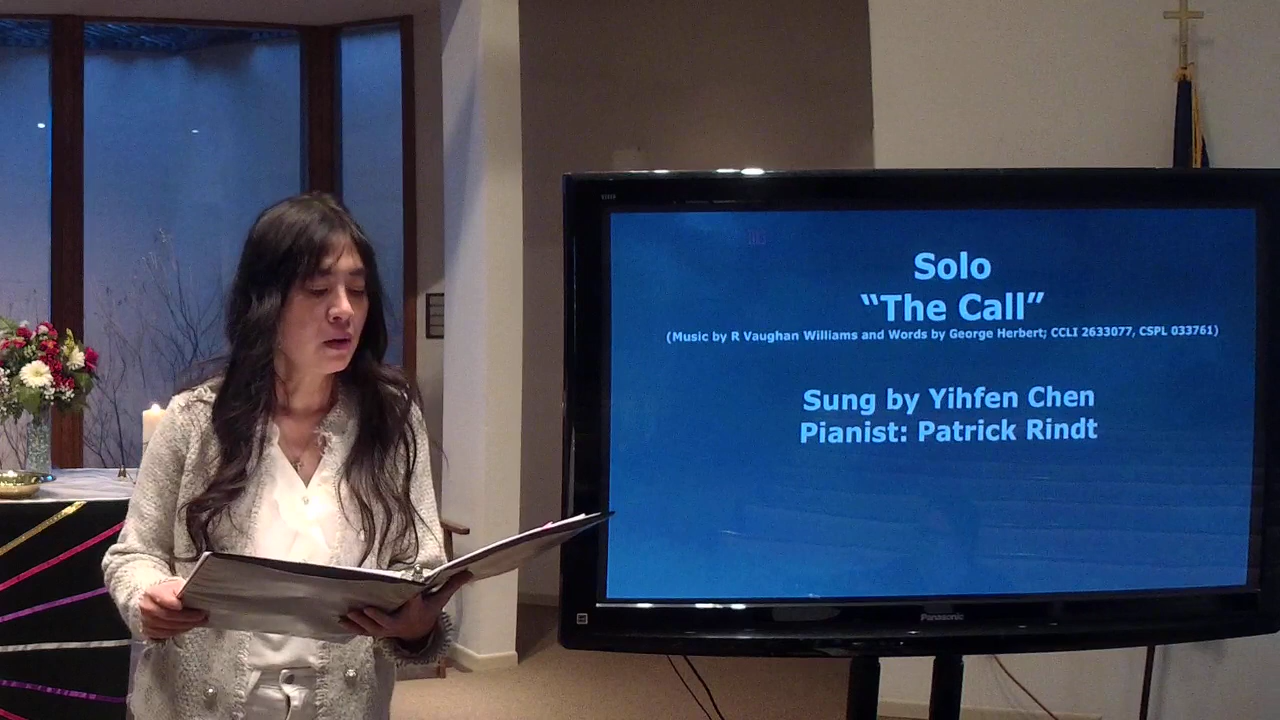 Solo
“The Call”
(Music by R Vaughan Williams and Words by George Herbert; CCLI 2633077, CSPL 033761)
Sung by Yihfen Chen
Pianist: Patrick Rindt
Panasonic